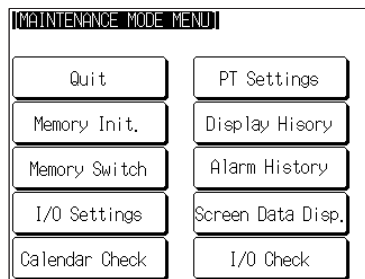 [MAINTENANCE MODE MENU]
Quit
PT Settings
Memory Init.
Display Hisory
Memory Switch
Alarm History
I/O Settings
Screen Data Disp.
Calendar Check
I/O Check